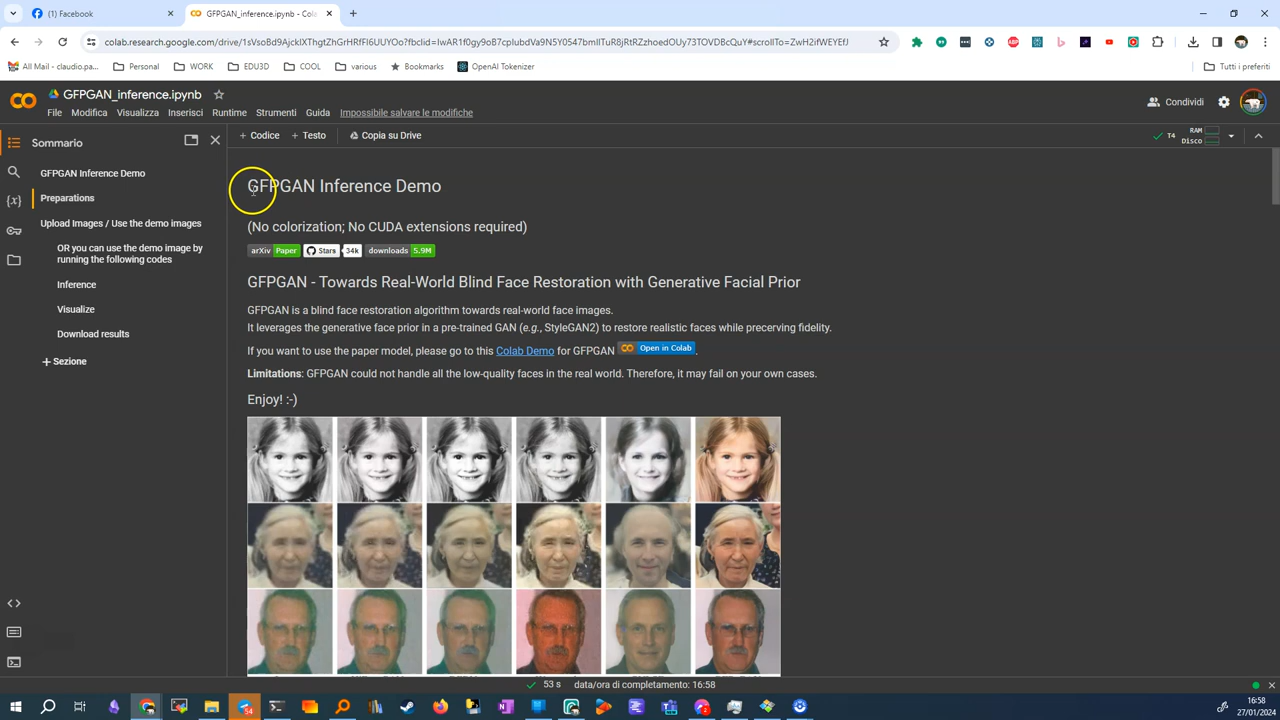 (1) Facebook
GFPGAN_inference.ipynb - Cola
colab.research.google.com/drive/1sVsoBd9AjckIXThgtZhGrHRfFI6UUYOo?fbclid=IwAR1f0gy9oB7cpIubdVa9N5Y0547bmIlTuR8jRtRZzhoedOUy73TOVDBcQuY#scrollTo=ZwH2ifWEYEfJ
All Mail - claudio.pa...
Personal
WORK
EDU3D
COOL
various
Bookmarks
OpenAI Tokenizer
Tutti i preferiti
GFPGAN_inference.ipynb
File Modifica Visualizza Inserisci Runtime Strumenti Guida Impossibile salvare le modifiche
Condividi
Sommario
+ Codice + Testo Copia su Drive
T4
RAM
Disco
GFPGAN Inference Demo
Preparations
Upload Images / Use the demo images
OR you can use the demo image by
running the following codes
Inference
Visualize
Download results
+ Sezione
GFPGAN Inference Demo
(No colorization; No CUDA extensions required)
arXiv Paper Stars 34k downloads 5.9M
GFPGAN - Towards Real-World Blind Face Restoration with Generative Facial Prior
GFPGAN is a blind face restoration algorithm towards real-world face images.
It leverages the generative face prior in a pre-trained GAN (e.g., StyleGAN2) to restore realistic faces while precerving fidelity.
If you want to use the paper model, please go to this Colab Demo for GFPGAN Open in Colab .
Limitations: GFPGAN could not handle all the low-quality faces in the real world. Therefore, it may fail on your own cases.
Enjoy! :-)
53 s data/ora di completamento: 16:58
54
16:58
27/01/2024